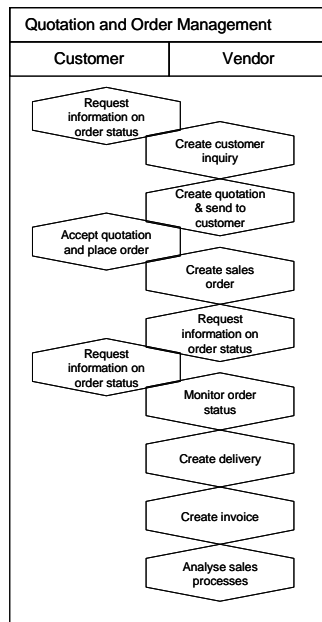 Quotation and Order Management
Customer
Vendor
Request
information on
order status
Create customer
inquiry
Create quotation
& send to
customer
Accept quotation
and place order
Create sales
order
Request
information on
order status
Request
information on
order status
Monitor order
status
Create delivery
Create invoice
Analyse sales
processes